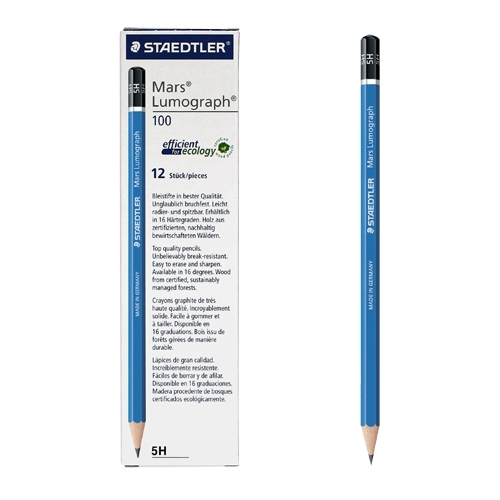 STAEDTLER
Mars®
Lumograph®
100
efficient
for ecology
12 Stück/pieces
Bleistifte in bester Qualität.
Unglaublich bruchfest. Leicht
radier- und spitzbar. Erhältlich
in 16 Härtegraden. Holz aus
zertifizierten, nachhaltig
bewirtschafteten Wäldern.
Top quality pencils.
Unbelievably break-resistant.
Easy to erase and sharpen.
Available in 16 degrees. Wood
from certified, sustainably
managed forests.
Crayons graphite de très
haute qualité. Incroyablement
solide. Facile à gommer et
à tailler. Disponible en
16 graduations. Bois issu de
forêts gérées de manière
durable.
Lápices de gran calidad.
Increíblemente resistente.
Fáciles de borrar y de afilar.
Disponible en 16 graduaciones.
Madera procedente de bosques
certificados ecológicamente.
5H
5H
Mars Lumograph
STAEDTLER
MADE IN GERMANY
5H
Mars Lumograph
STAEDTLER
MADE IN GERMANY